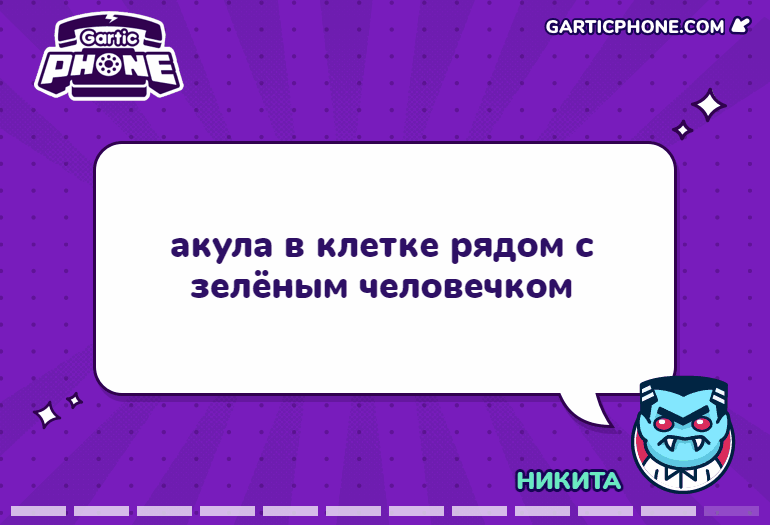 Gartic
PHONE
GARTICPHONE.COM
акула в клетке рядом с
зелёным человечком
НИКИТА